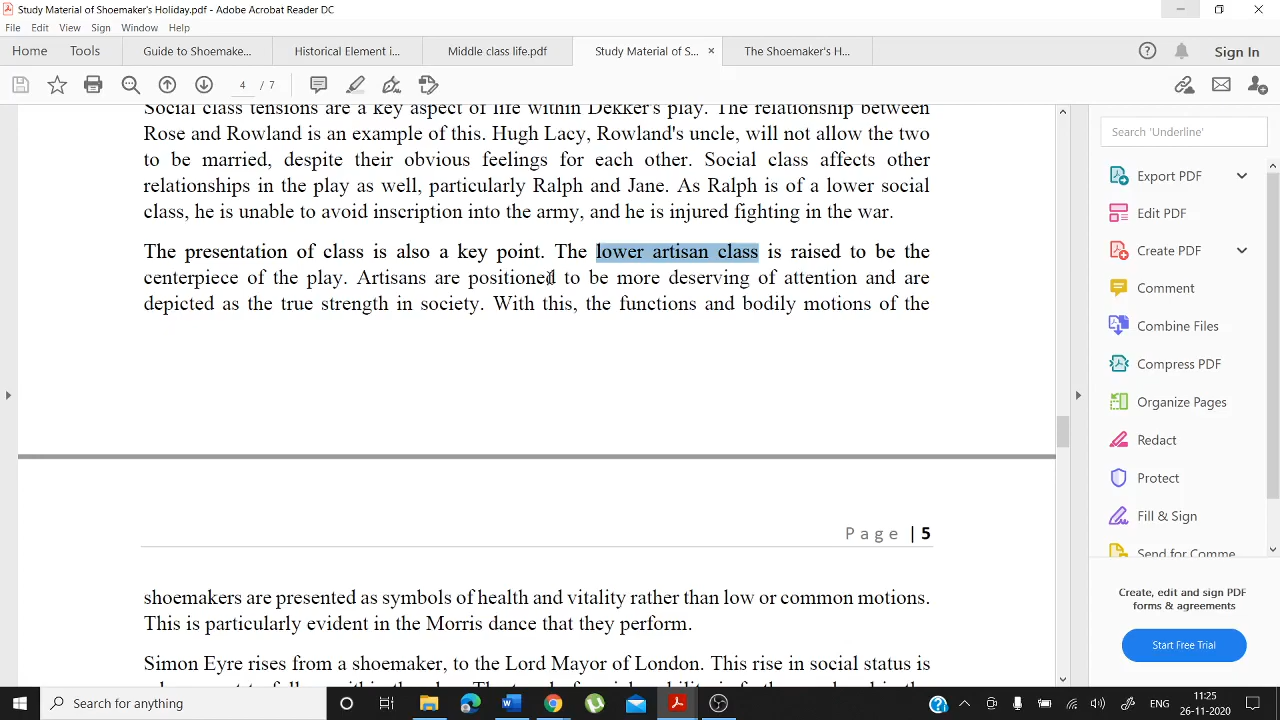 Study Material of Shoemaker's Holiday.pdf - Adobe Acrobat Reader DC
File Edit View Sign Window Help
Home Tools Guide to Shoemake... Historical Element i... Middle class life.pdf Study Material of S... × The Shoemaker's H... Sign In
4 / 7
Social class tensions are a key aspect of life within Dekker's play. The relationship between
Rose and Rowland is an example of this. Hugh Lacy, Rowland's uncle, will not allow the two
to be married, despite their obvious feelings for each other. Social class affects other
relationships in the play as well, particularly Ralph and Jane. As Ralph is of a lower social
class, he is unable to avoid inscription into the army, and he is injured fighting in the war.
The presentation of class is also a key point. The lower artisan class is raised to be the
centerpiece of the play. Artisans are positioned to be more deserving of attention and are
depicted as the true strength in society. With this, the functions and bodily motions of the
Page | 5
shoemakers are presented as symbols of health and vitality rather than low or common motions.
This is particularly evident in the Morris dance that they perform.
Simon Eyre rises from a shoemaker, to the Lord Mayor of London. This rise in social status is
Search 'Underline'
Export PDF
Edit PDF
Create PDF
Comment
Combine Files
Compress PDF
Organize Pages
Redact
Protect
Fill & Sign
Send for Comme
Create, edit and sign PDF
forms & agreements
Start Free Trial
Search for anything
ENG
11:25
26-11-2020